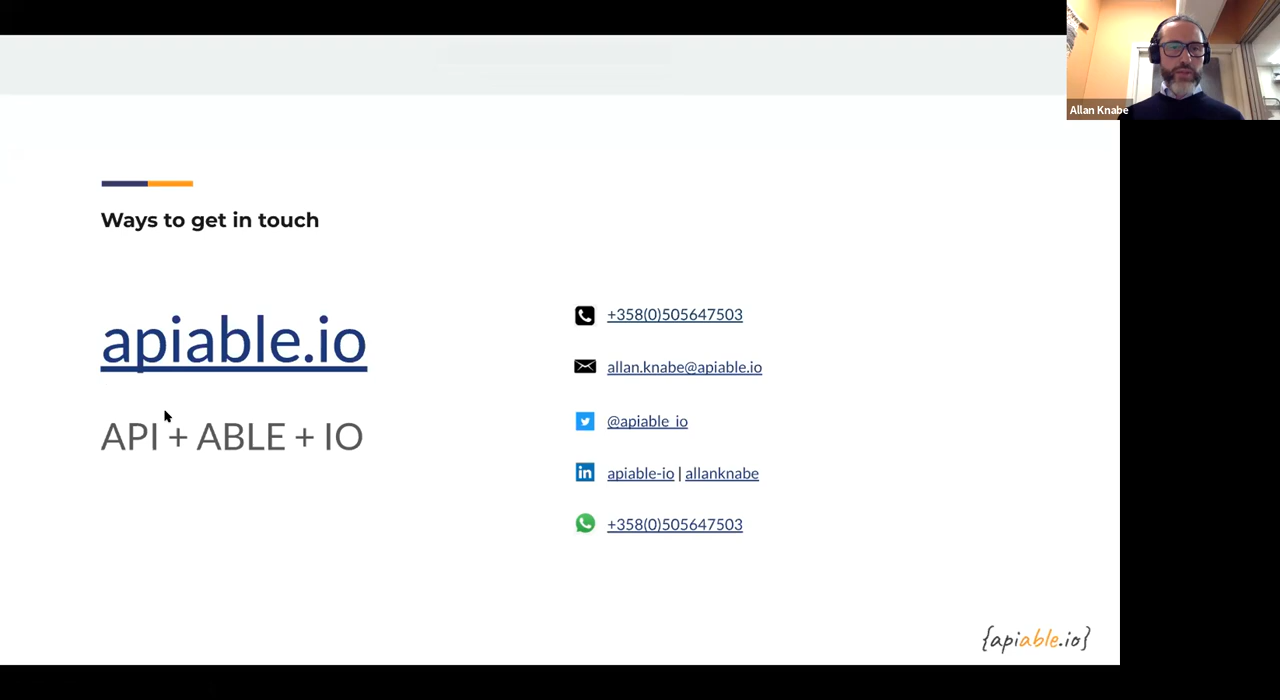 Allan Knabe
Ways to get in touch
apiable.io
API + ABLE + IO
+358(0)505647503
allan.knabe@apiable.io
@apiable_io
apiable-io | allanknabe
+358(0)505647503
{apiable.io}